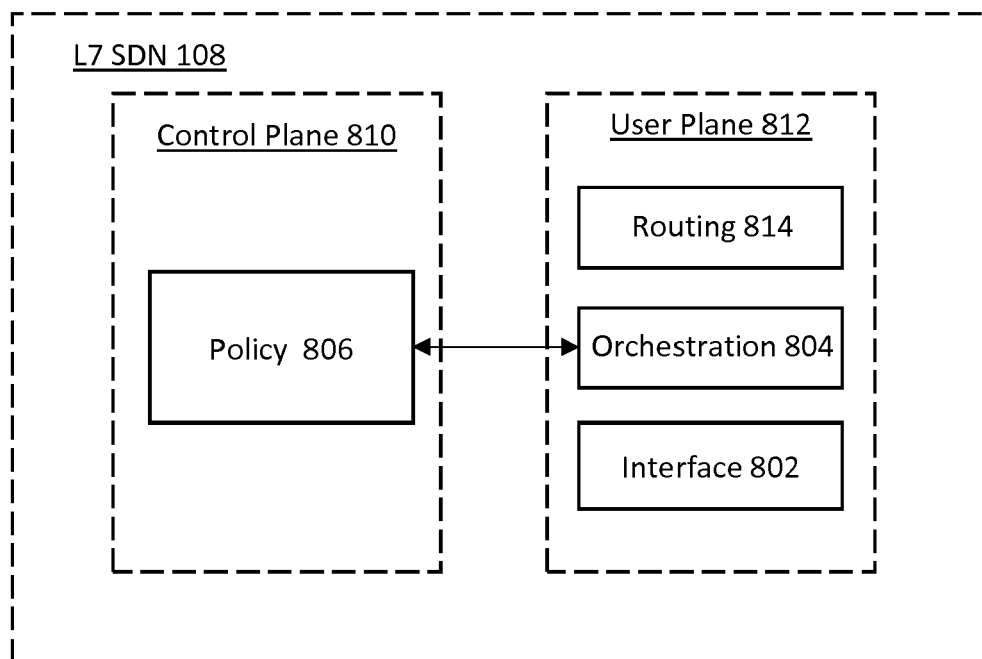 L7 SDN 108
Control Plane 810
Policy 806
User Plane 812
Routing 814
Orchestration 804
Interface 802